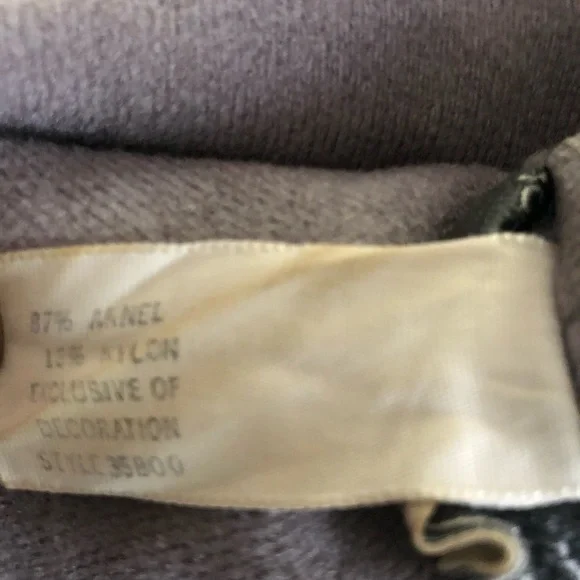 87% ARNEL
13% NYLON
EXCLUSIVE OF
DECORATION
STYLE 35800